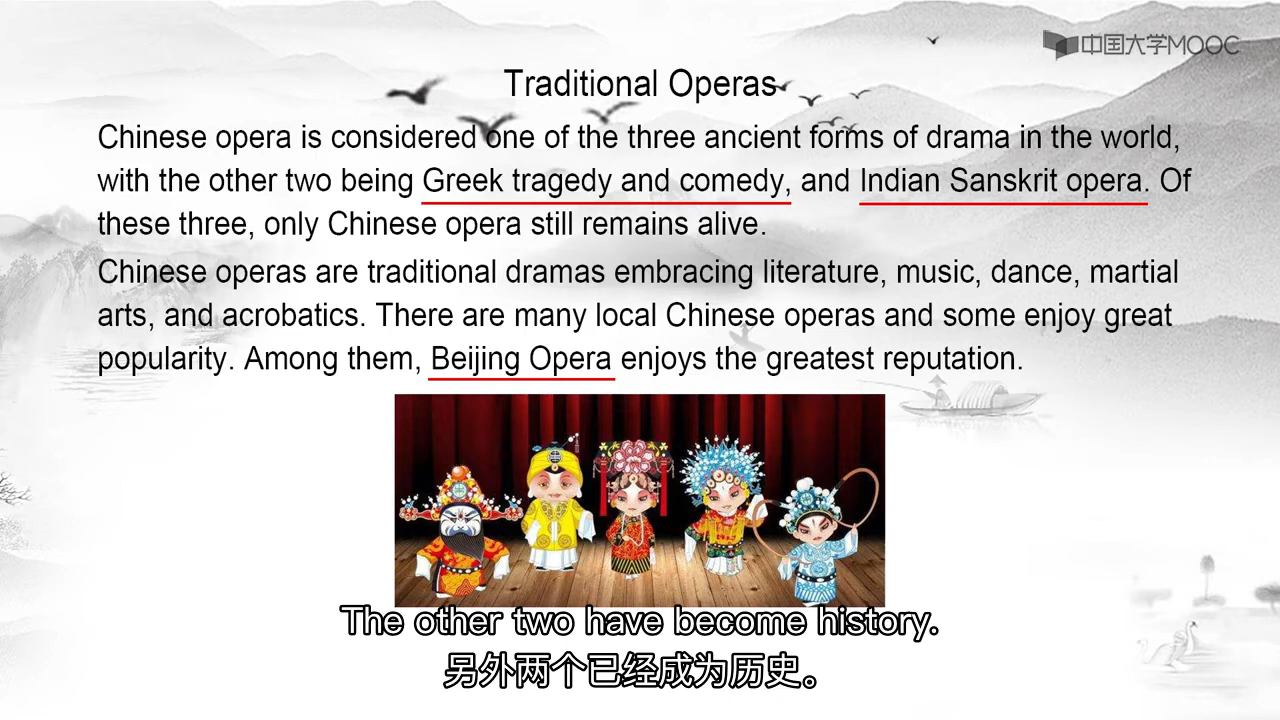 中国大学MOOC
Traditional Operas
Chinese opera is considered one of the three ancient forms of drama in the world,
with the other two being Greek tragedy and comedy, and Indian Sanskrit opera. Of
these three, only Chinese opera still remains alive.
Chinese operas are traditional dramas embracing literature, music, dance, martial
arts, and acrobatics. There are many local Chinese operas and some enjoy great
popularity. Among them, Beijing Opera enjoys the greatest reputation.
The other two have become history.
另外两个已经成为历史。